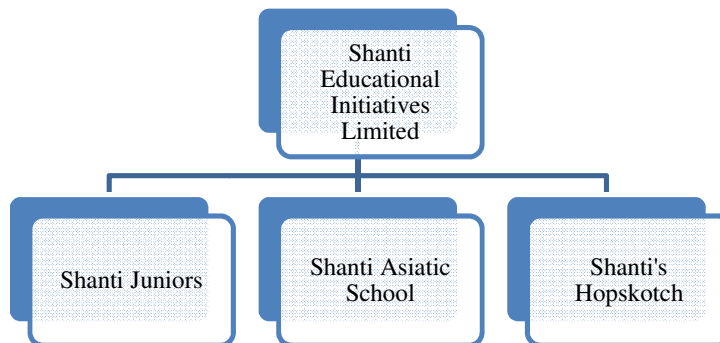 Shanti
Educational
Initiatives
Limited
Shanti Juniors
Shanti Asiatic
School
Shanti's
Hopskotch